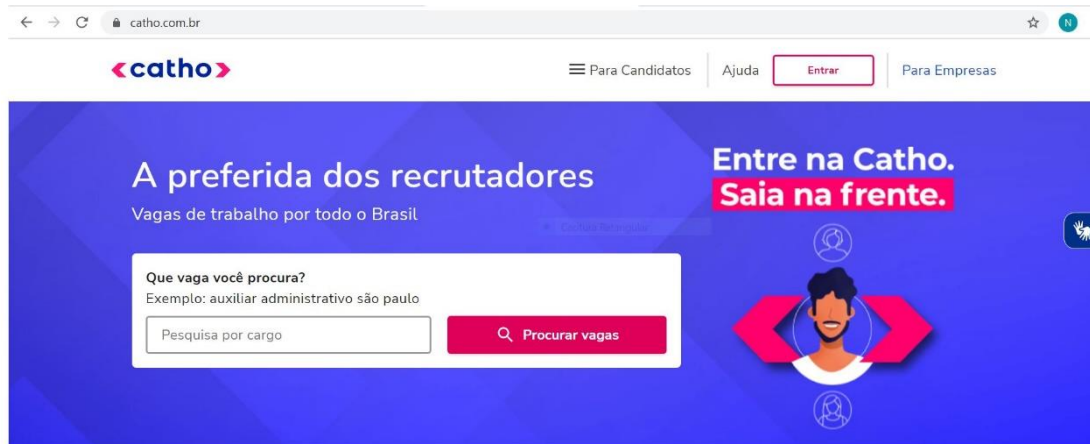 catho.com.br
N
catho
Para Candidatos
Ajuda
Entrar
Para Empresas
A preferida dos recrutadores
Vagas de trabalho por todo o Brasil
Entre na Catho.
Saia na frente.
Captura Retangular
Que vaga você procura?
Exemplo: auxiliar administrativo são paulo
Pesquisa por cargo
Procurar vagas